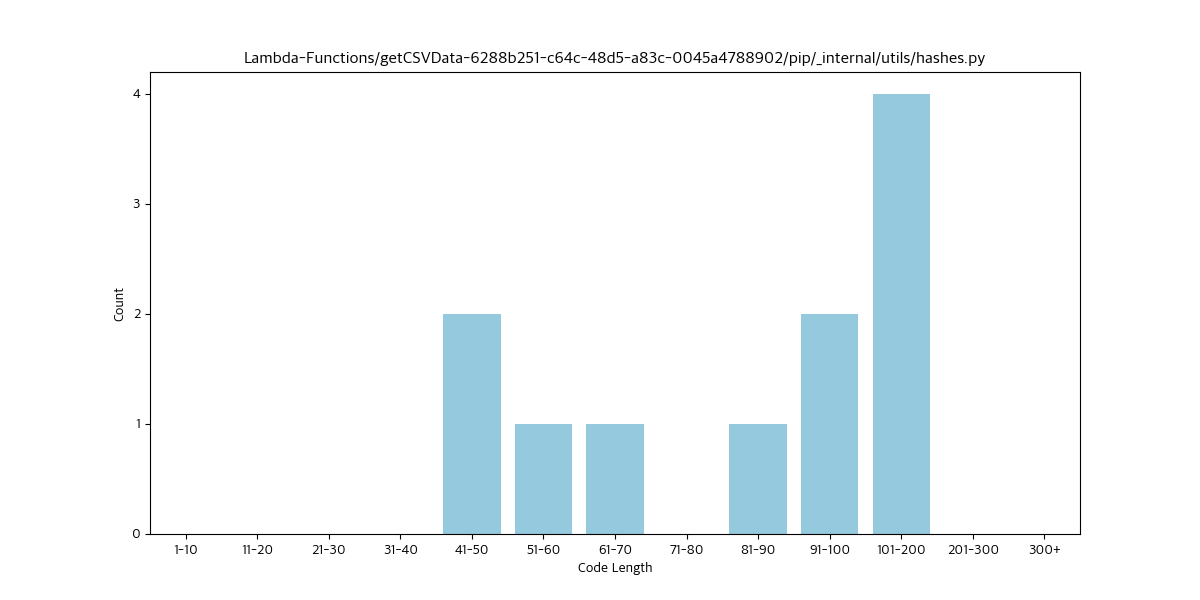 Lambda-Functions/getCSVData-6288b251-c64c-48d5-a83c-0045a4788902/pip/_internal/utils/hashes.py
4
3
2
1
0
Count
1-10 11-20 21-30 31-40 41-50 51-60 61-70 71-80 81-90 91-100 101-200 201-300 300+
Code Length